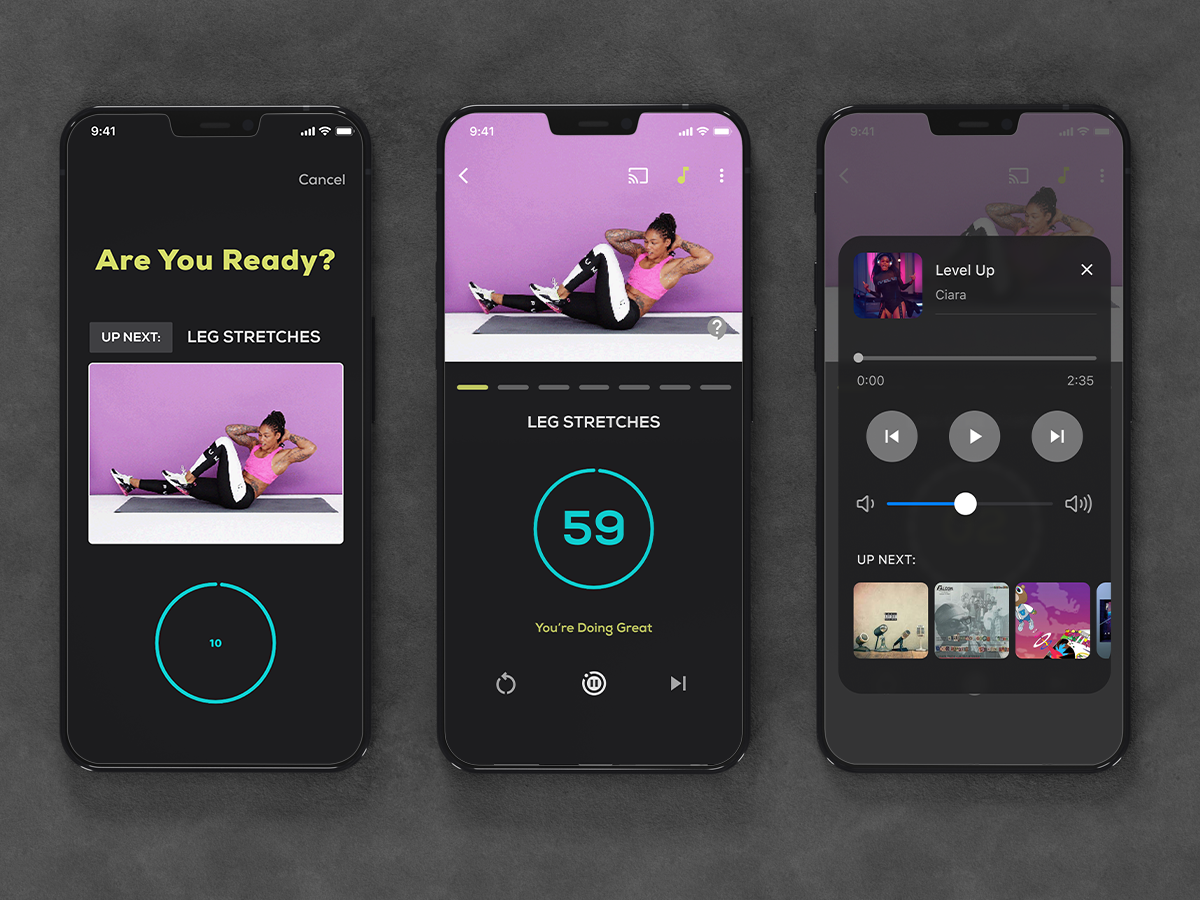 9:41
Cancel
Are You Ready?
UP NEXT:
LEG STRETCHES
10
9:41
LEG STRETCHES
59
You're Doing Great
9:41
Level Up
Ciara
0:00
2:35
UP NEXT: